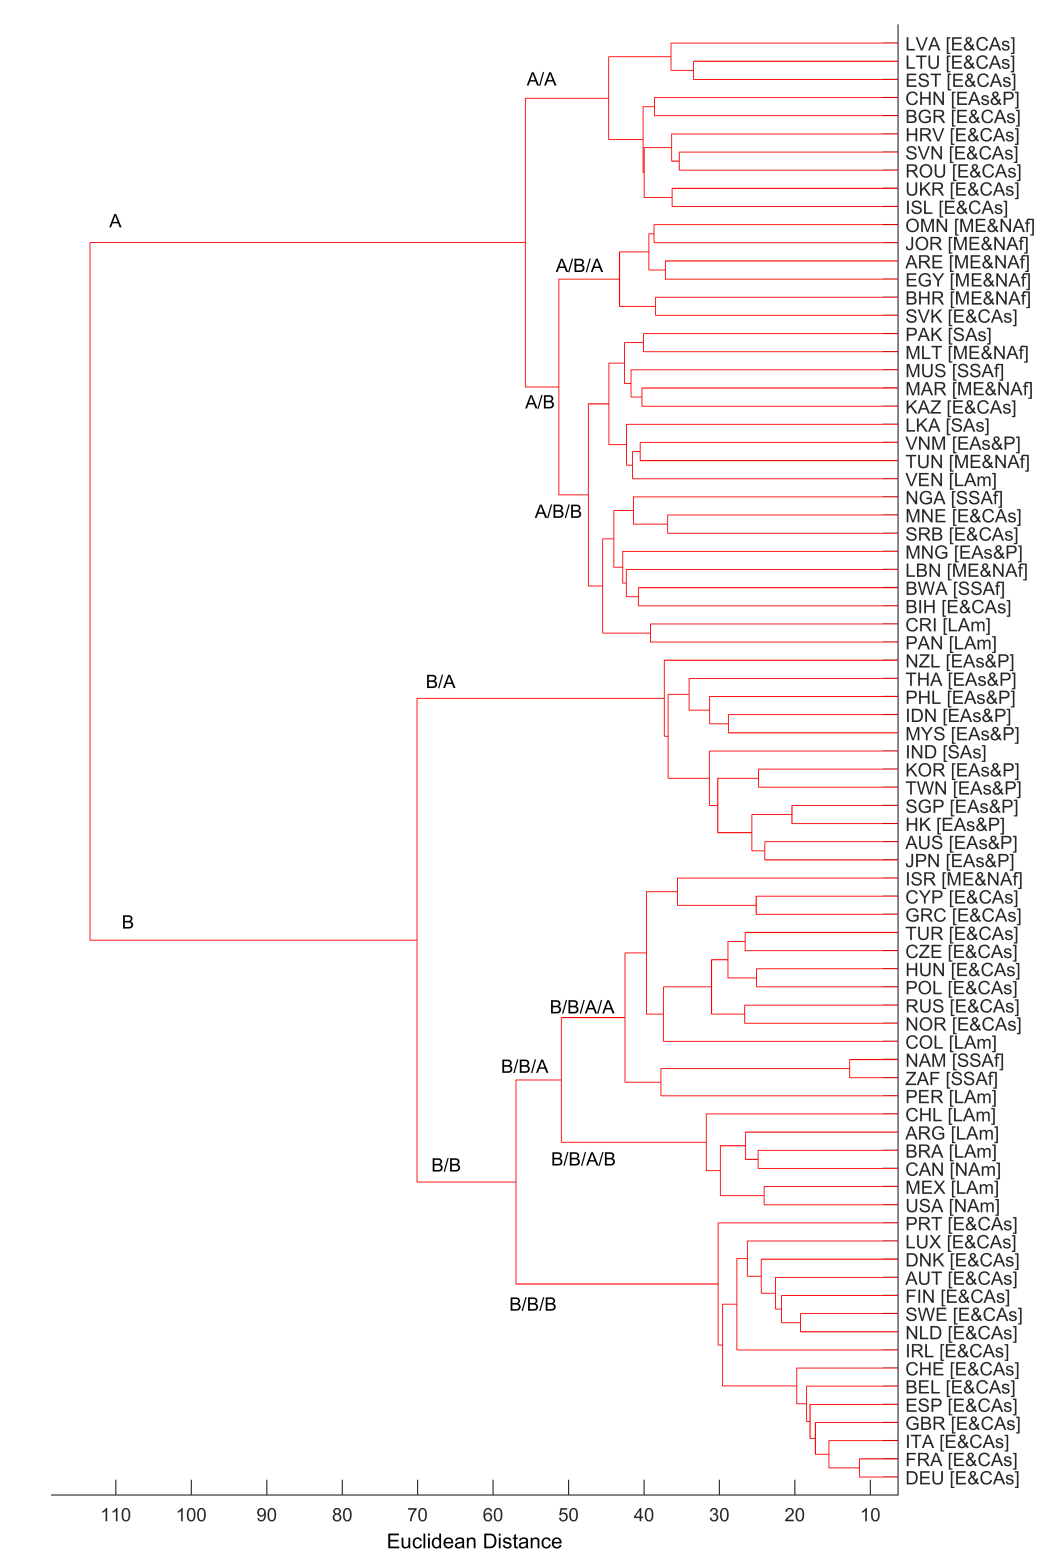 LVA [E&CAs]
LTU [E&CAs]
A/A
EST [E&CAs]
CHN [EAs&P]
BGR [E&CAs]
HRV [E&CAs]
SVN [E&CAs]
ROU [E&CAs]
UKR [E&CAs]
ISL [E&CAs]
A
OMN [ME&NAf]
JOR [ME&NAf]
A/B/A
ARE [ME&NAf]
EGY [ME&NAf]
BHR [ME&NAf]
SVK [E&CAs]
PAK [SAs]
MLT [ME&NAf]
MUS [SSAf]
MAR [ME&NAf]
A/B
KAZ [E&CAs]
LKA [SAs]
VNM [EAs&P]
TUN [ME&NAf]
VEN [LAm]
NGA [SSAf]
A/B/B
MNE [E&CAs]
SRB [E&CAs]
MNG [EAs&P]
LBN [ME&NAf]
BWA [SSAf]
BIH [E&CAs]
CRI [LAm]
PAN [LAm]
NZL [EAs&P]
B/A
THA [EAs&P]
PHL [EAs&P]
IDN [EAs&P]
MYS [EAs&P]
IND [SAs]
KOR [EAs&P]
TWN [EAs&P]
SGP [EAs&P]
HK [EAs&P]
AUS [EAs&P]
JPN [EAs&P]
ISR [ME&NAf]
CYP [E&CAs]
GRC [E&CAs]
B
TUR [E&CAs]
CZE [E&CAs]
HUN [E&CAs]
POL [E&CAs]
B/B/A/A
RUS [E&CAs]
NOR [E&CAs]
COL [LAm]
NAM [SSAf]
B/B/A
ZAF [SSAf]
PER [LAm]
CHL [LAm]
ARG [LAm]
BRA [LAm]
B/B/A/B
B/B
CAN [NAm]
MEX [LAm]
USA [NAm]
PRT [E&CAs]
LUX [E&CAs]
DNK [E&CAs]
AUT [E&CAs]
FIN [E&CAs]
B/B/B
SWE [E&CAs]
NLD [E&CAs]
IRL [E&CAs]
CHE [E&CAs]
BEL [E&CAs]
ESP [E&CAs]
GBR [E&CAs]
ITA [E&CAs]
FRA [E&CAs]
DEU [E&CAs]
110 100 90 80 70 60 50 40 30 20 10
Euclidean Distance